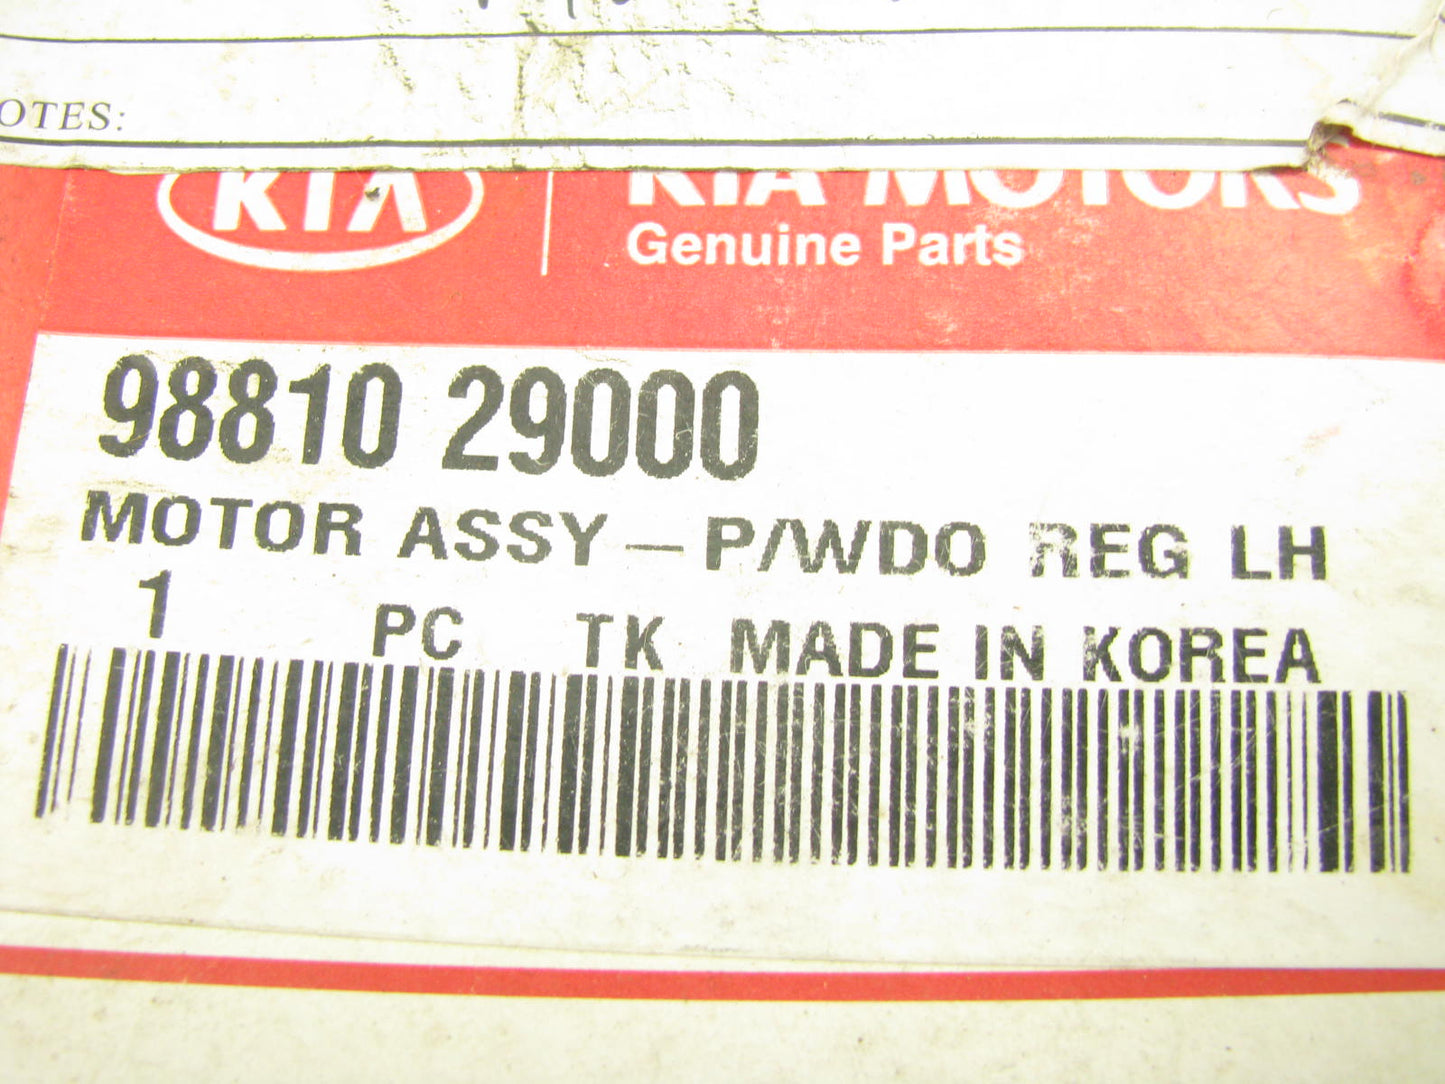 OTES:
KIA
KIA MOTORS
Genuine Parts
98810 29000
MOTOR ASSY - P/WDO REG LH
1 PC TK MADE IN KOREA